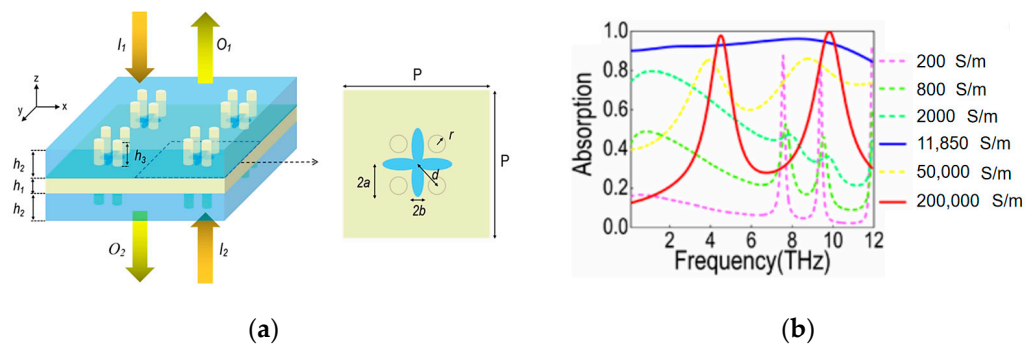 I₁
O₁
z
y
x
h₃
h₂
h₁
h₂
O₂
I₂
P
r
d
2a
2b
P
(a)
Absorption
1.0
0.8
0.6
0.4
0.2
0.0
2
4
6
8
10
12
Frequency(THz)
200 S/m
800 S/m
2000 S/m
11,850 S/m
50,000 S/m
200,000 S/m
(b)